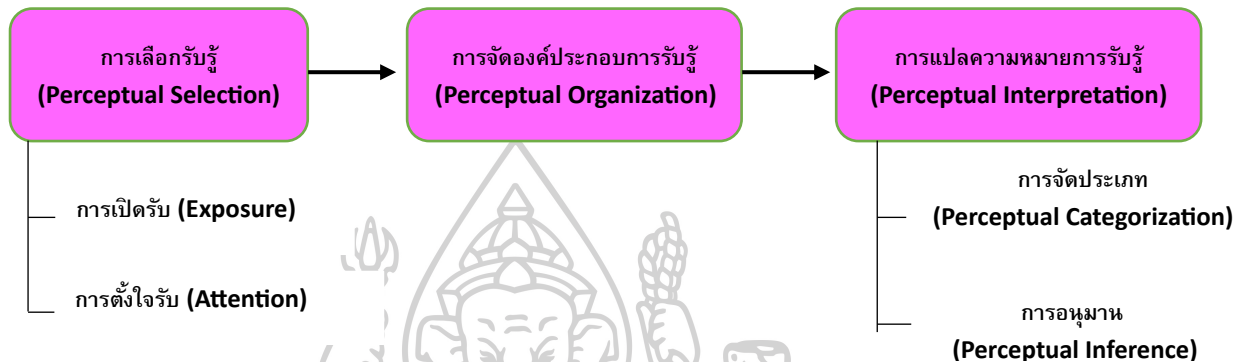 การเลือกรับรู้
(Perceptual Selection)
การจัดองค์ประกอบการรับรู้
(Perceptual Organization)
การแปลความหมายการรับรู้
(Perceptual Interpretation)
การเปิดรับ (Exposure)
การตั้งใจรับ (Attention)
การจัดประเภท
(Perceptual Categorization)
การอนุมาน
(Perceptual Inference)